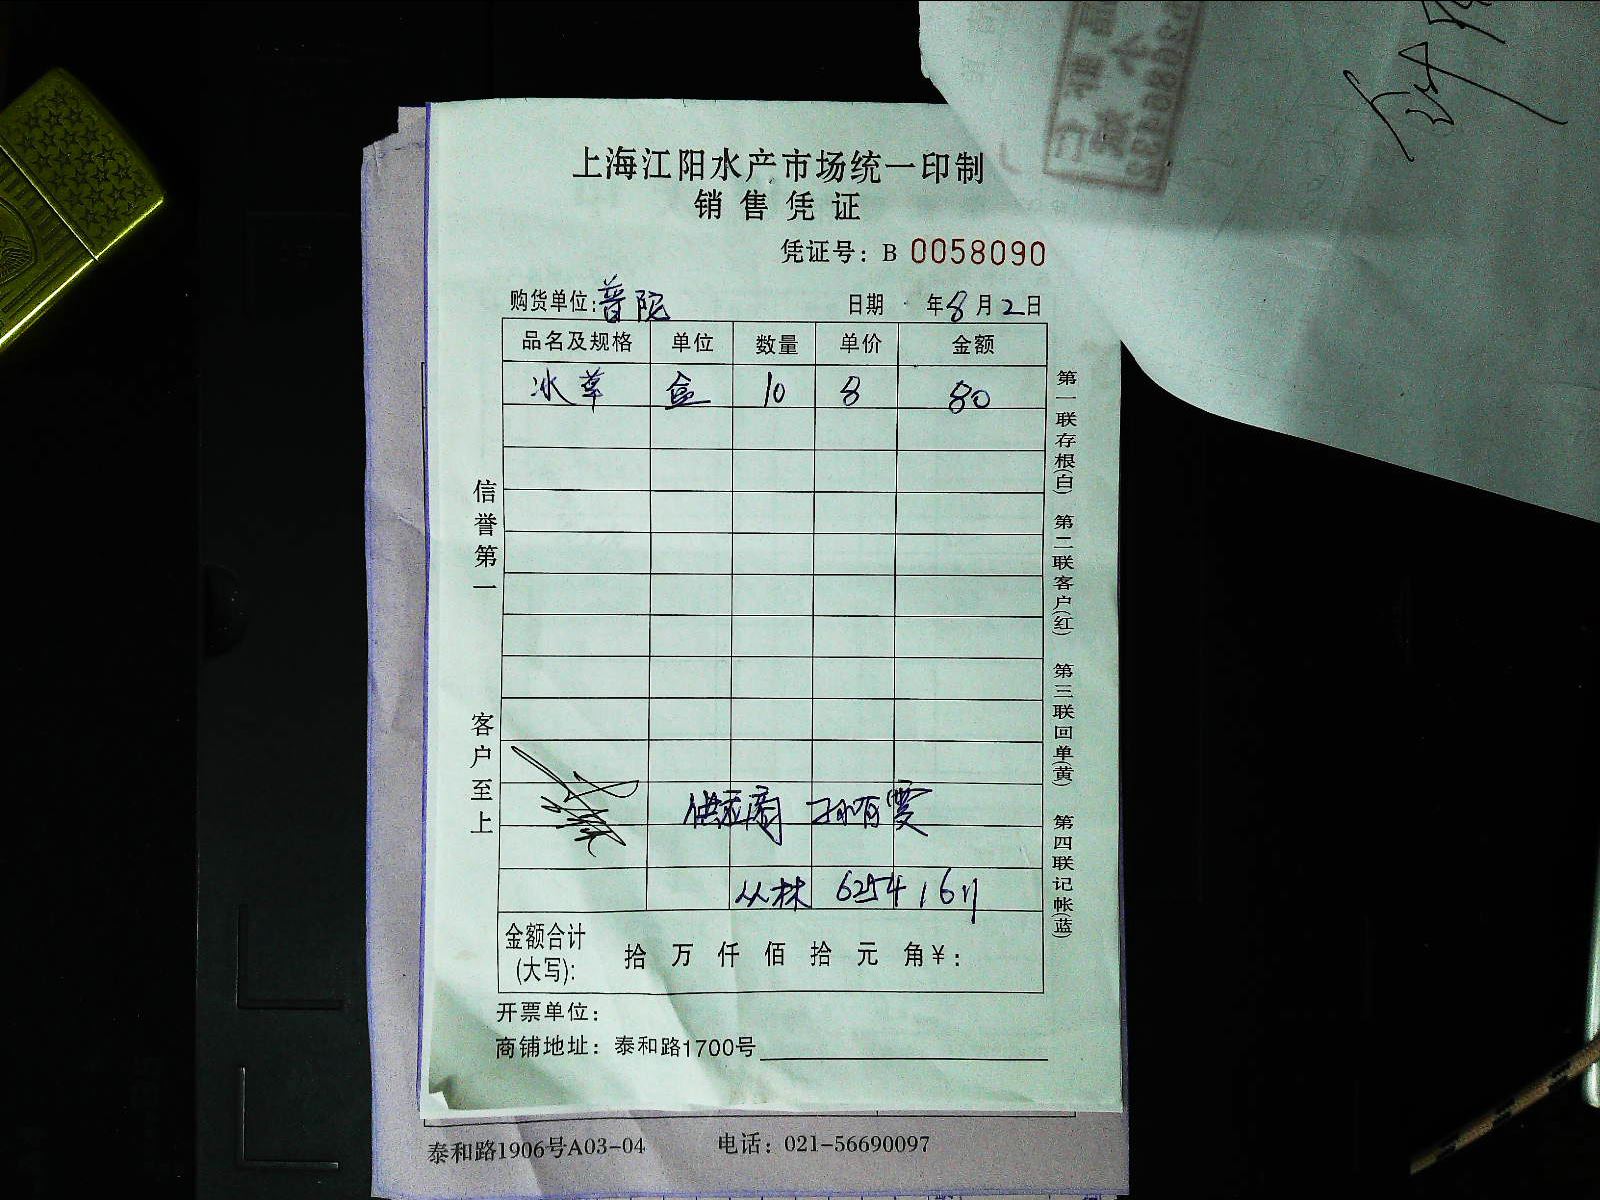 上海江阳水产市场统一印制
销售凭证
凭证号：B 0058090
购货单位：普陀 日期 年8月2日
品名及规格 单位 数量 单价 金额
冰草 盒 10 8 80
信誉第一
客户至上
供应商 孙有雯
丛林 6254
金额合计(大写)： 拾 万 仟 佰 拾 元 角 ¥：
开票单位：
商铺地址：泰和路1700号
第一联存根(白) 第二联客户(红) 第三联回单(黄) 第四联记帐(蓝)
泰和路1906号A03-04 电话：021-56690097